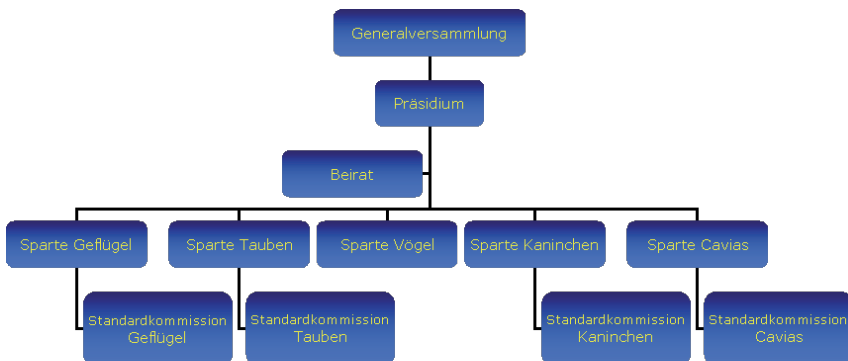 Generalversammlung
Präsidium
Beirat
Sparte Geflügel
Sparte Tauben
Sparte Vögel
Sparte Kaninchen
Sparte Cavias
Standardkommission
Geflügel
Standardkommission
Tauben
Standardkommission
Kaninchen
Standardkommission
Cavias